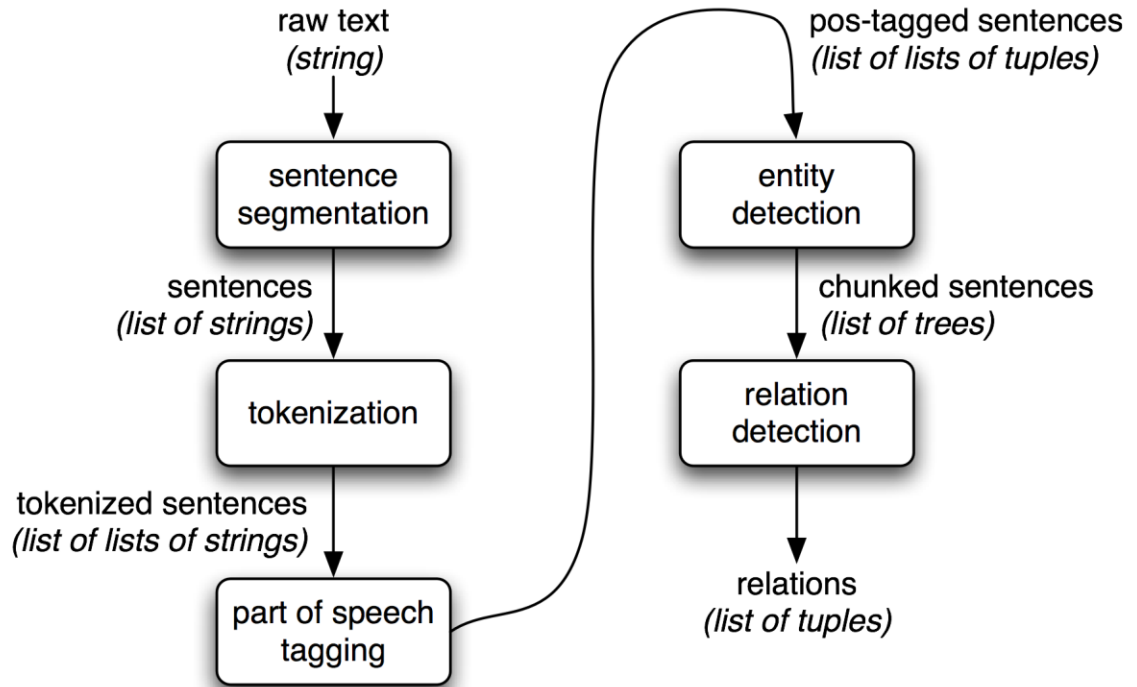 raw text
(string)
sentence
segmentation
sentences
(list of strings)
tokenization
tokenized sentences
(list of lists of strings)
part of speech
tagging
pos-tagged sentences
(list of lists of tuples)
entity
detection
chunked sentences
(list of trees)
relation
detection
relations
(list of tuples)